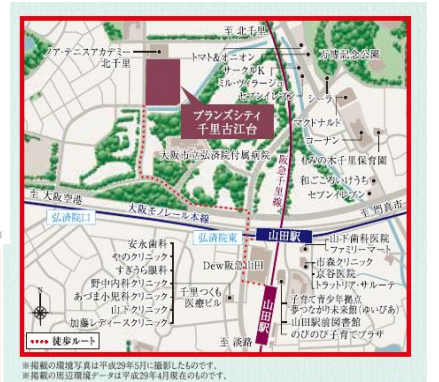 至 北千里
ノア・テニスアカデミー
北千里
トマト&オニオン
サークルK
ミル・ヴィラージュ
セブンイレブン
万博記念公園
シーラ
ブランズシティ
千里古江台
マクドナルド
コーナン
大阪市立弘済院付属病院
阪急千里線
もみの木千里保育園
和ごころいけうち
セブンイレブン
至 大阪空港
大阪モノレール本線
至 門真市
弘済院口
弘済院東
山田駅
山下歯科医院
ファミリーマート
安永歯科
やのクリニック
すぎうら眼科
野中内科クリニック
あづま小児科クリニック
山下クリニック
加藤レディースクリニック
千里つくも
医療ビル
Dew阪急山田
市森クリニック
京谷医院
トラットリア・サルーテ
山田駅
子育て青少年拠点
夢つながり未来館(ゆいぴあ)
山田駅前図書館
のびのび子育てプラザ
徒歩ルート
至 淡路
※掲載の環境写真は平成29年5月に撮影したものです。
※掲載の周辺環境データは平成29年4月現在のものです。